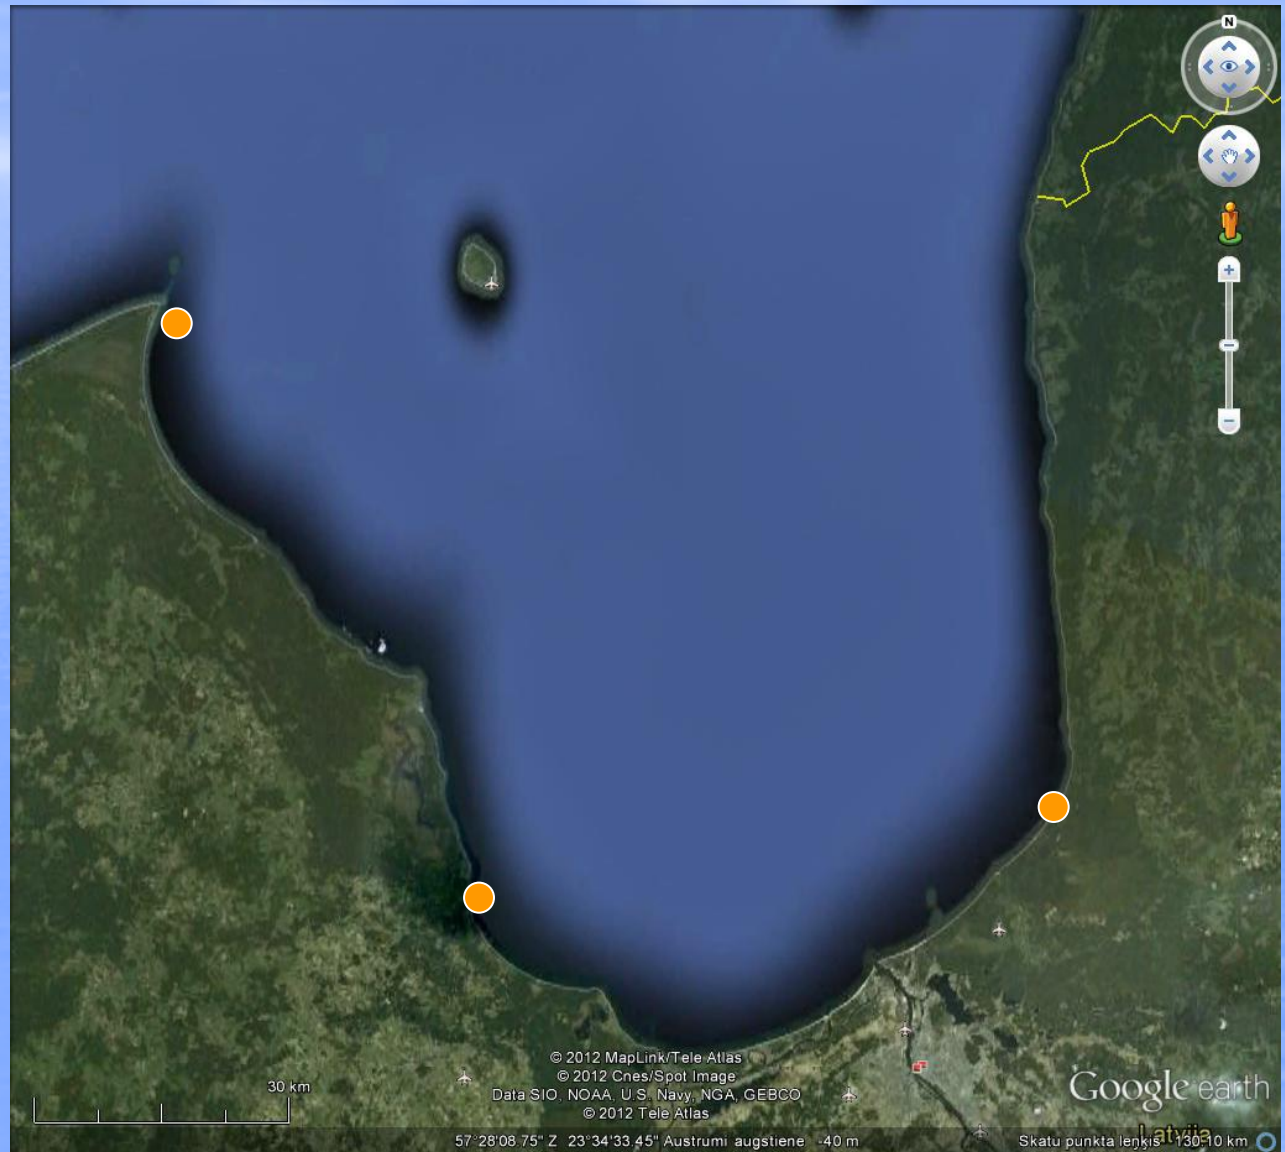 N
30 km
© 2012 MapLink/Tele Atlas
© 2012 Cnes/Spot Image
Data SIO, NOAA, U.S. Navy, NGA, GEBCO
© 2012 Tele Atlas
Google earth
Latvija
57°28'08.75" Z 23°34'33.45" Austrumi augstiene -40 m
Skatu punkta leņķis 130.10 km